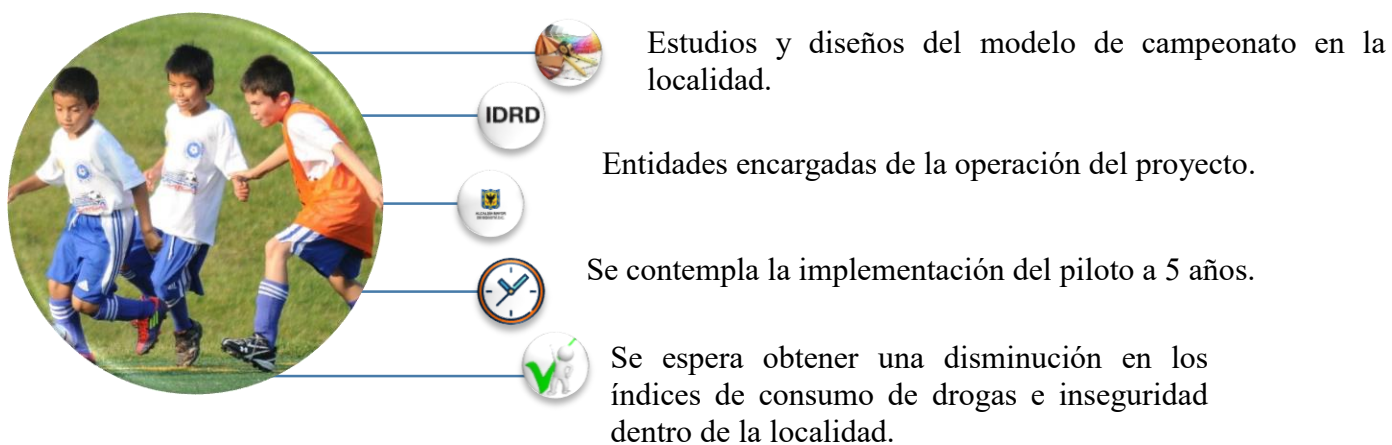 Estudios y diseños del modelo de campeonato en la
localidad.
IDRD
Entidades encargadas de la operación del proyecto.
Se contempla la implementación del piloto a 5 años.
Se espera obtener una disminución en los
índices de consumo de drogas e inseguridad
dentro de la localidad.